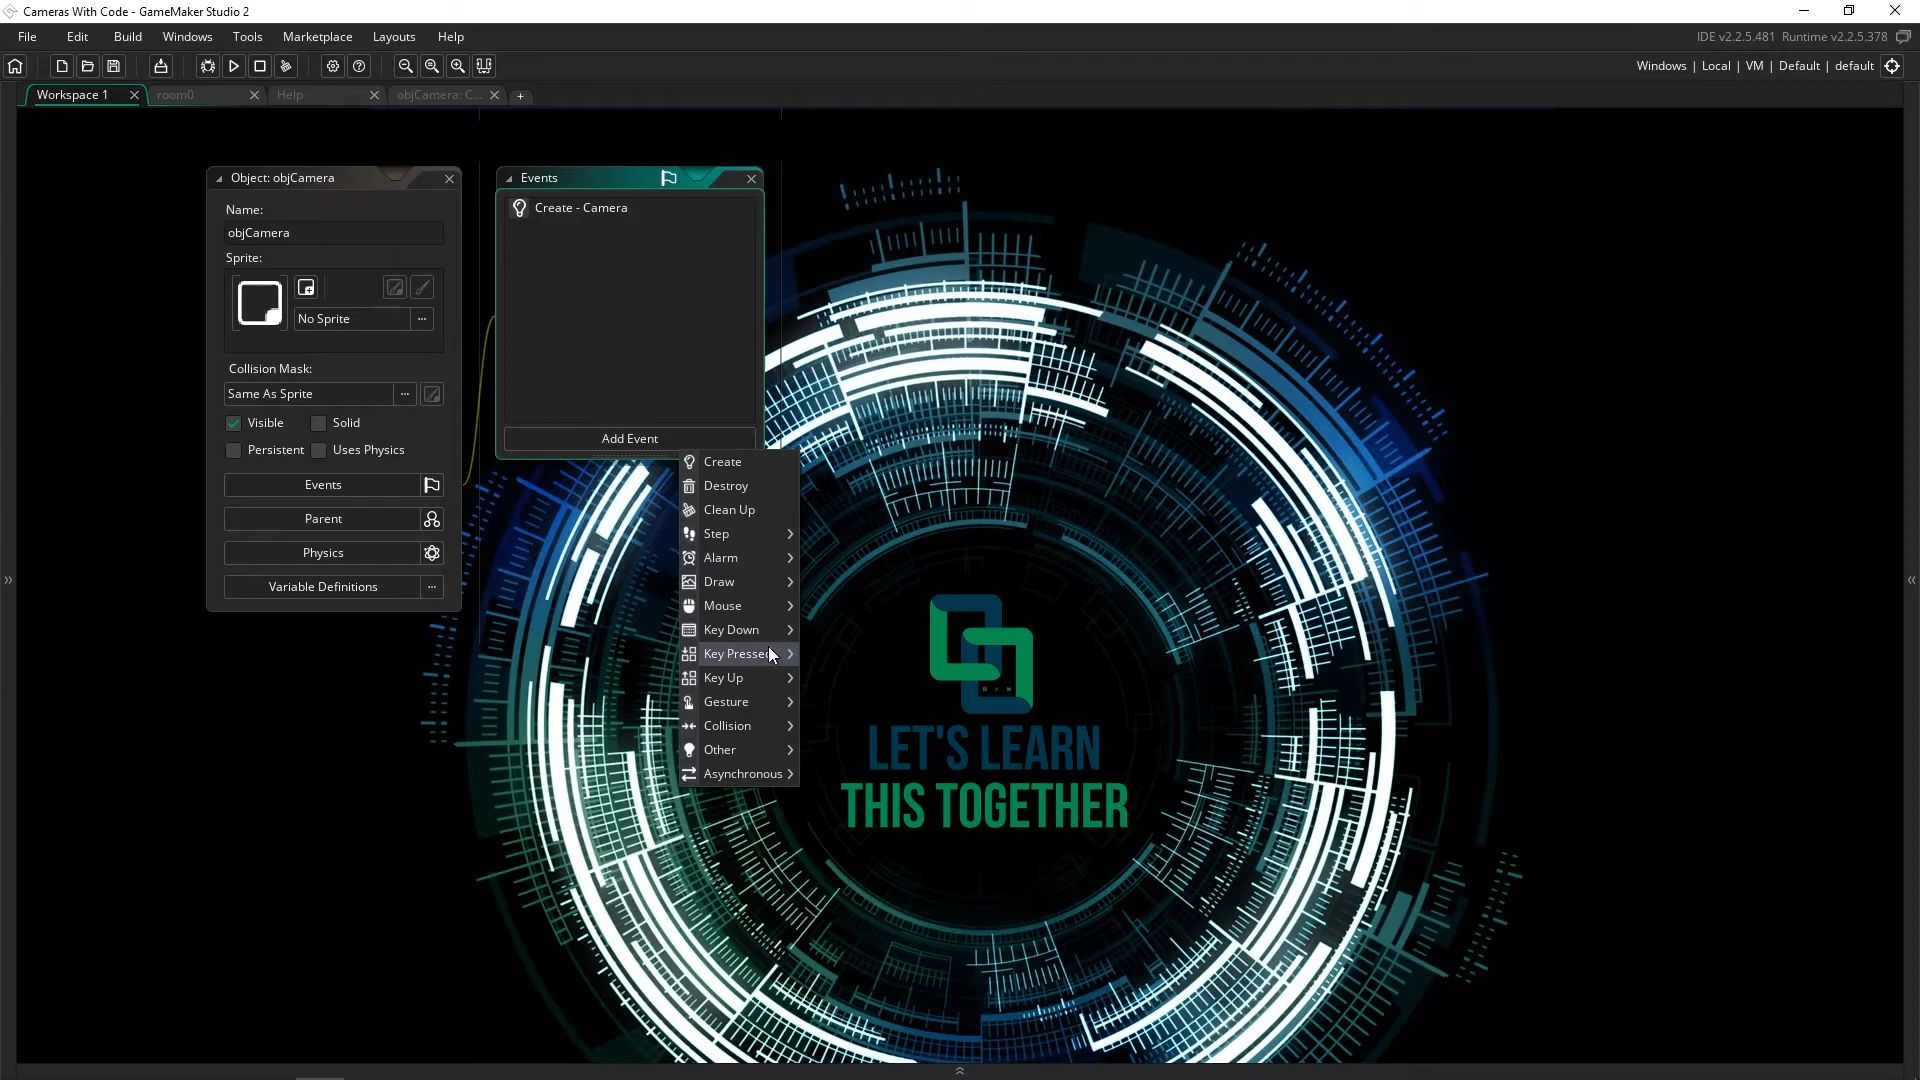 Cameras With Code - GameMaker Studio 2
File Edit Build Windows Tools Marketplace Layouts Help
IDE v2.2.5.481 Runtime v2.2.5.378
Windows | Local | VM | Default | default
Workspace 1
room0
Help
objCamera: C...
Object: objCamera
Name:
objCamera
Sprite:
No Sprite
Collision Mask:
Same As Sprite
Visible
Solid
Persistent
Uses Physics
Events
Parent
Physics
Variable Definitions
Events
Create - Camera
Add Event
Create
Destroy
Clean Up
Step
Alarm
Draw
Mouse
Key Down
Key Pressed
Key Up
Gesture
Collision
Other
Asynchronous
LET'S LEARN
THIS TOGETHER